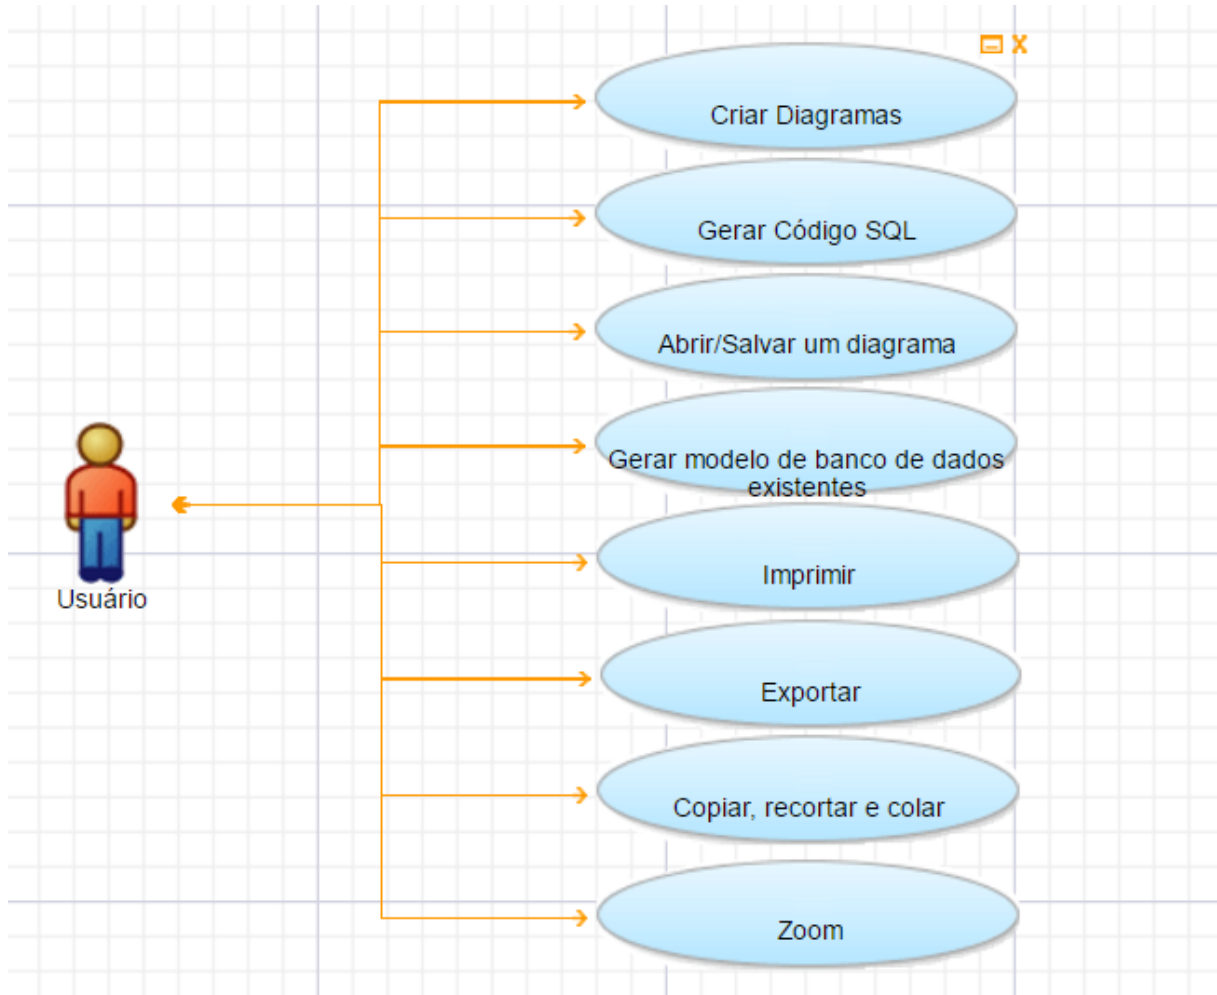 Criar Diagramas
Gerar Código SQL
Abrir/Salvar um diagrama
Gerar modelo de banco de dados
existentes
Usuário
Imprimir
Exportar
Copiar, recortar e colar
Zoom